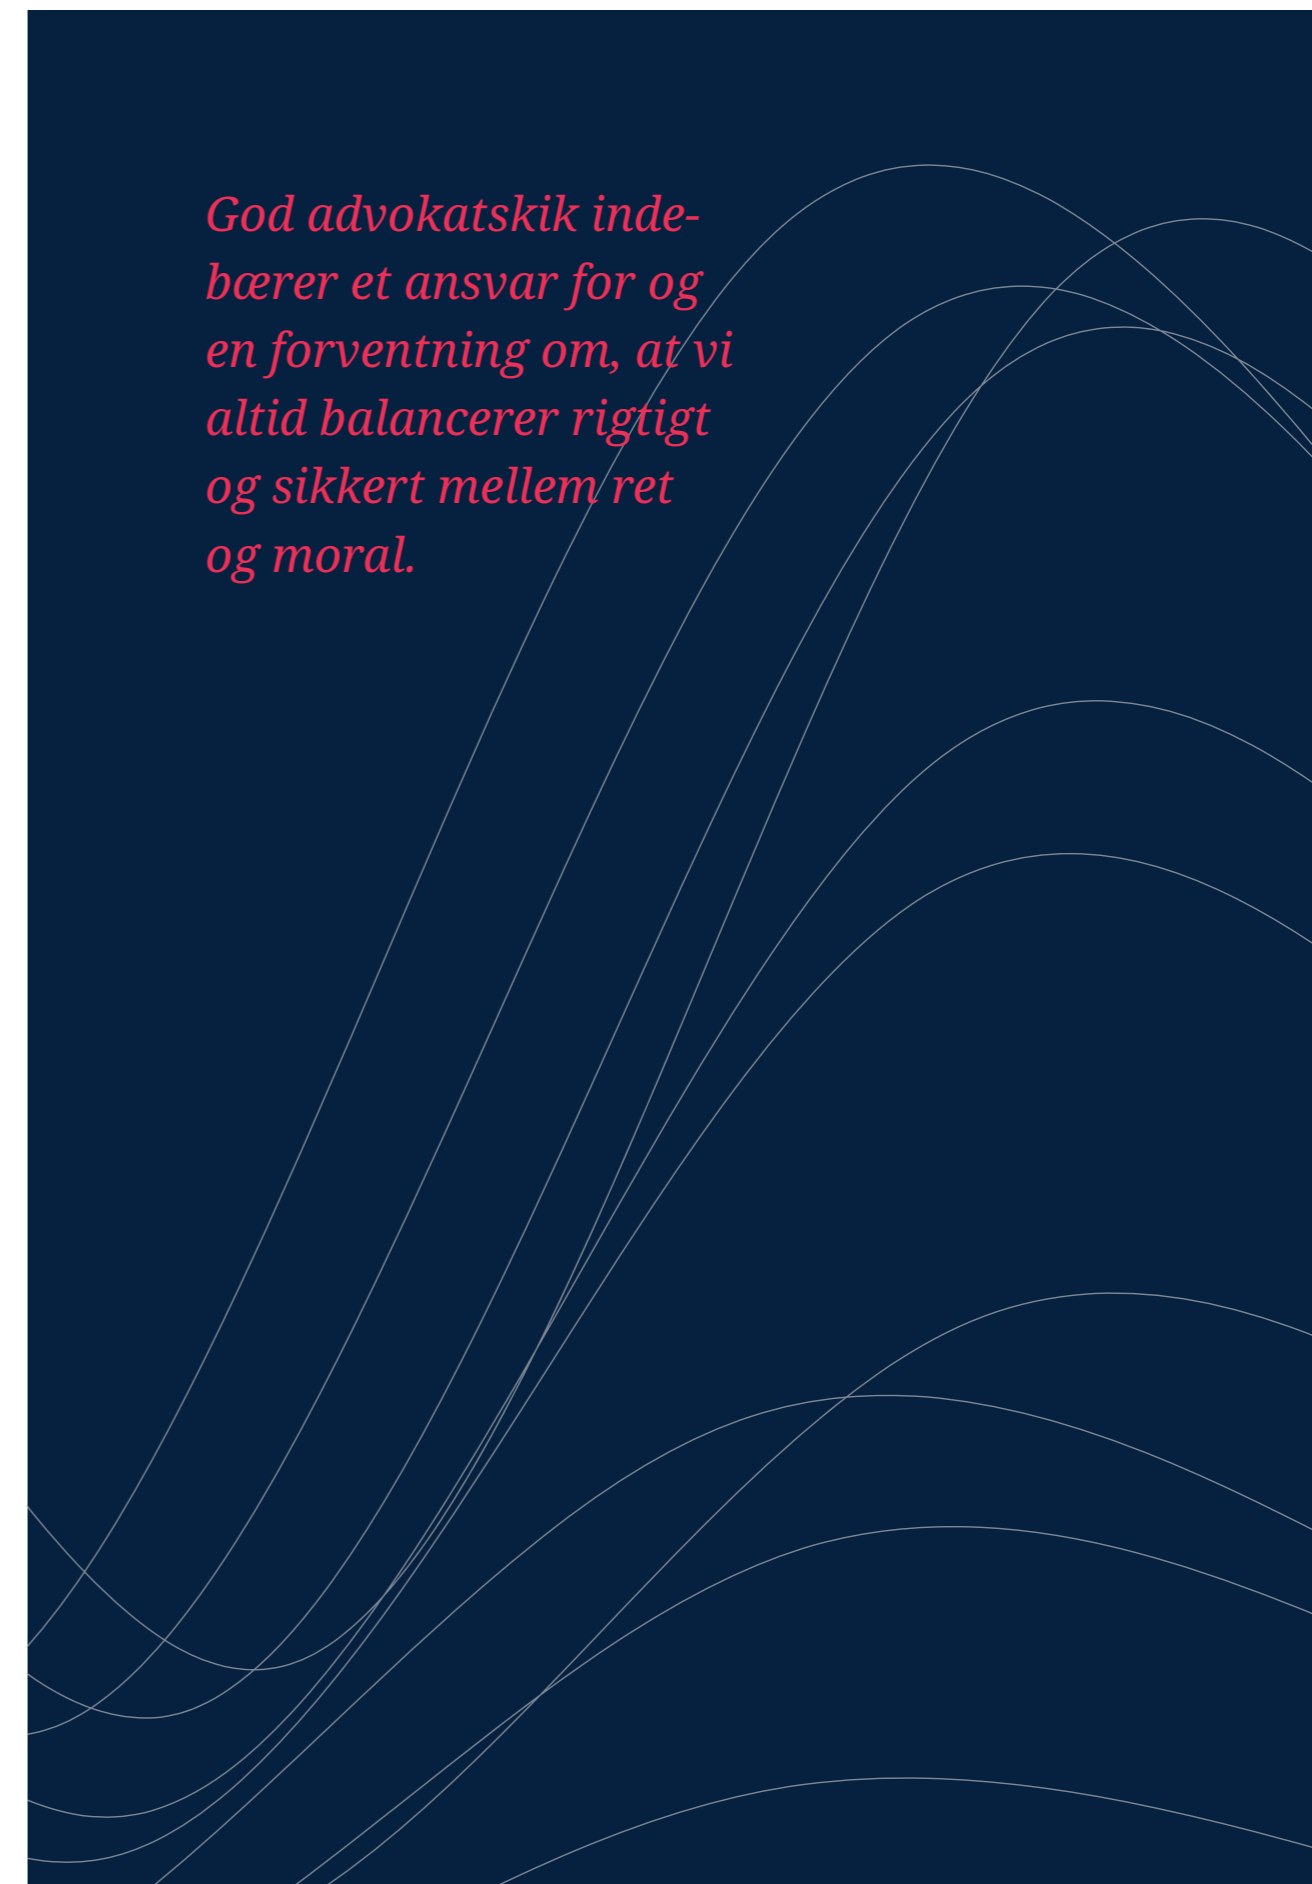 God advokatskik inde-
bærer et ansvar for og
en forventning om, at vi
altid balancerer rigtigt
og sikkert mellem ret
og moral.